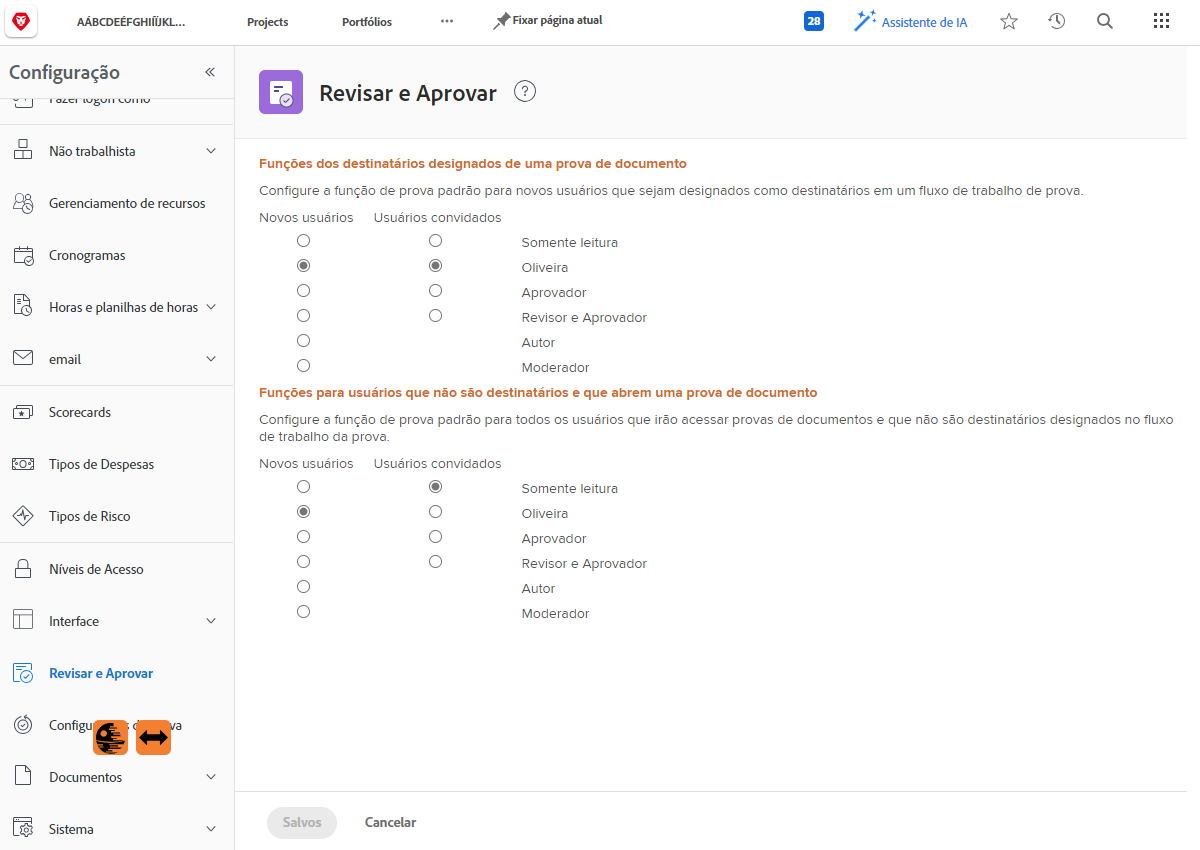 AÁBCDEÉFGHIÍJKL...
Projects
Portfólios
Fixar página atual
28
Assistente de IA
Configuração
Fazer logon como
Não trabalhista
Gerenciamento de recursos
Cronogramas
Horas e planilhas de horas
email
Scorecards
Tipos de Despesas
Tipos de Risco
Níveis de Acesso
Interface
Revisar e Aprovar
Documentos
Sistema
Revisar e Aprovar
?
Funções dos destinatários designados de uma prova de documento
Configure a função de prova padrão para novos usuários que sejam designados como destinatários em um fluxo de trabalho de prova.
Novos usuários Usuários convidados
Somente leitura
Oliveira
Aprovador
Revisor e Aprovador
Autor
Moderador
Funções para usuários que não são destinatários e que abrem uma prova de documento
Configure a função de prova padrão para todos os usuários que irão acessar provas de documentos e que não são destinatários designados no fluxo
de trabalho da prova.
Novos usuários Usuários convidados
Somente leitura
Oliveira
Aprovador
Revisor e Aprovador
Autor
Moderador
Salvos
Cancelar